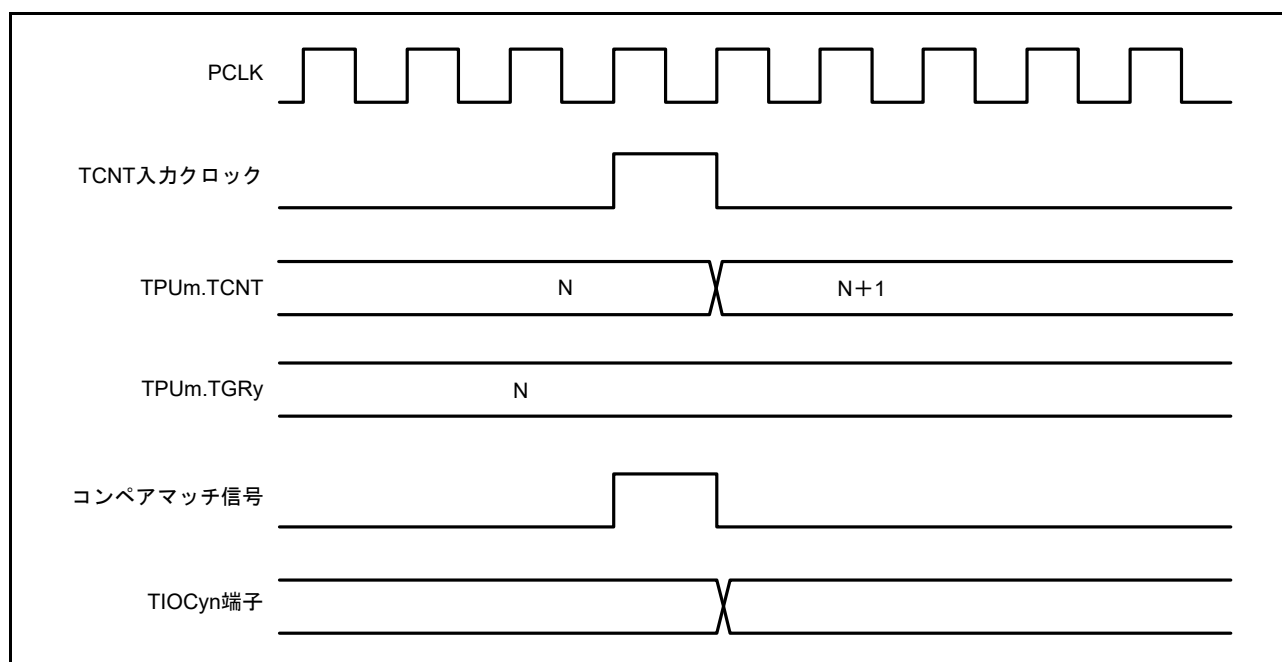 PCLK
TCNT入力クロック
TPUm.TCNT
N
N+1
TPUm.TGRy
N
コンペアマッチ信号
TIOCyn端子